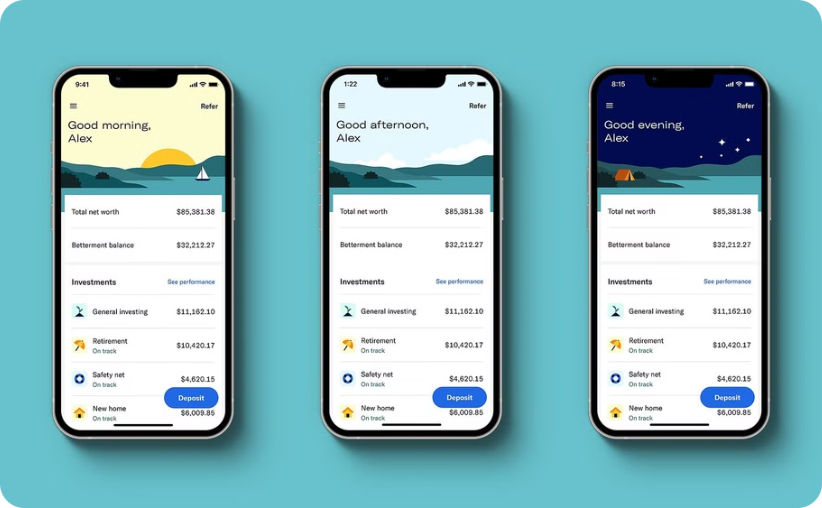 9:41
Refer
Good morning,
Alex
Total net worth $85,381.38
Betterment balance $32,212.27
Investments See performance
General investing $11,162.10
Retirement $10,420.17
On track
Safety net $4,620.15
On track
Deposit
New home $6,009.85
On track
1:22
Refer
Good afternoon,
Alex
Total net worth $85,381.38
Betterment balance $32,212.27
Investments See performance
General investing $11,162.10
Retirement $10,420.17
On track
Safety net $4,620.15
On track
Deposit
New home $6,009.85
On track
8:15
Refer
Good evening,
Alex
Total net worth $85,381.38
Betterment balance $32,212.27
Investments See performance
General investing $11,162.10
Retirement $10,420.17
On track
Safety net $4,620.15
On track
Deposit
New home $6,009.85
On track